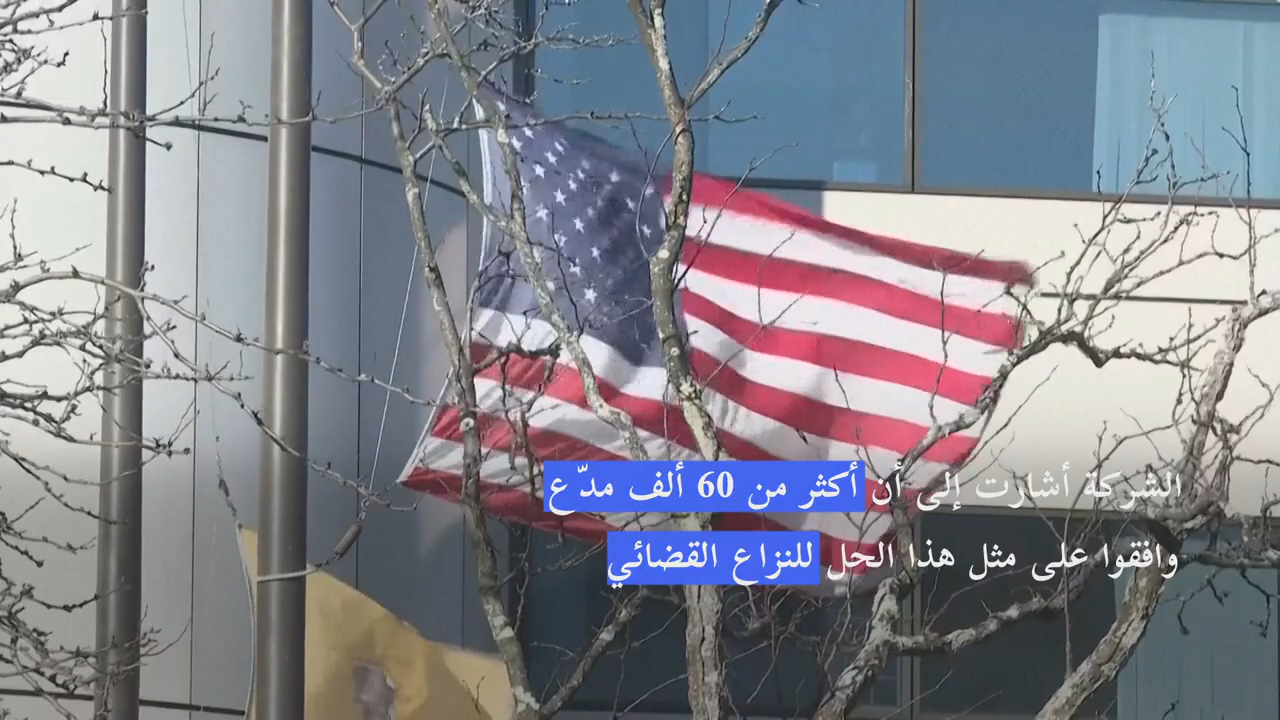 الشركة أشارت إلى أن أكثر من 60 ألف مدّع
وافقوا على مثل هذا الحل للنزاع القضائي